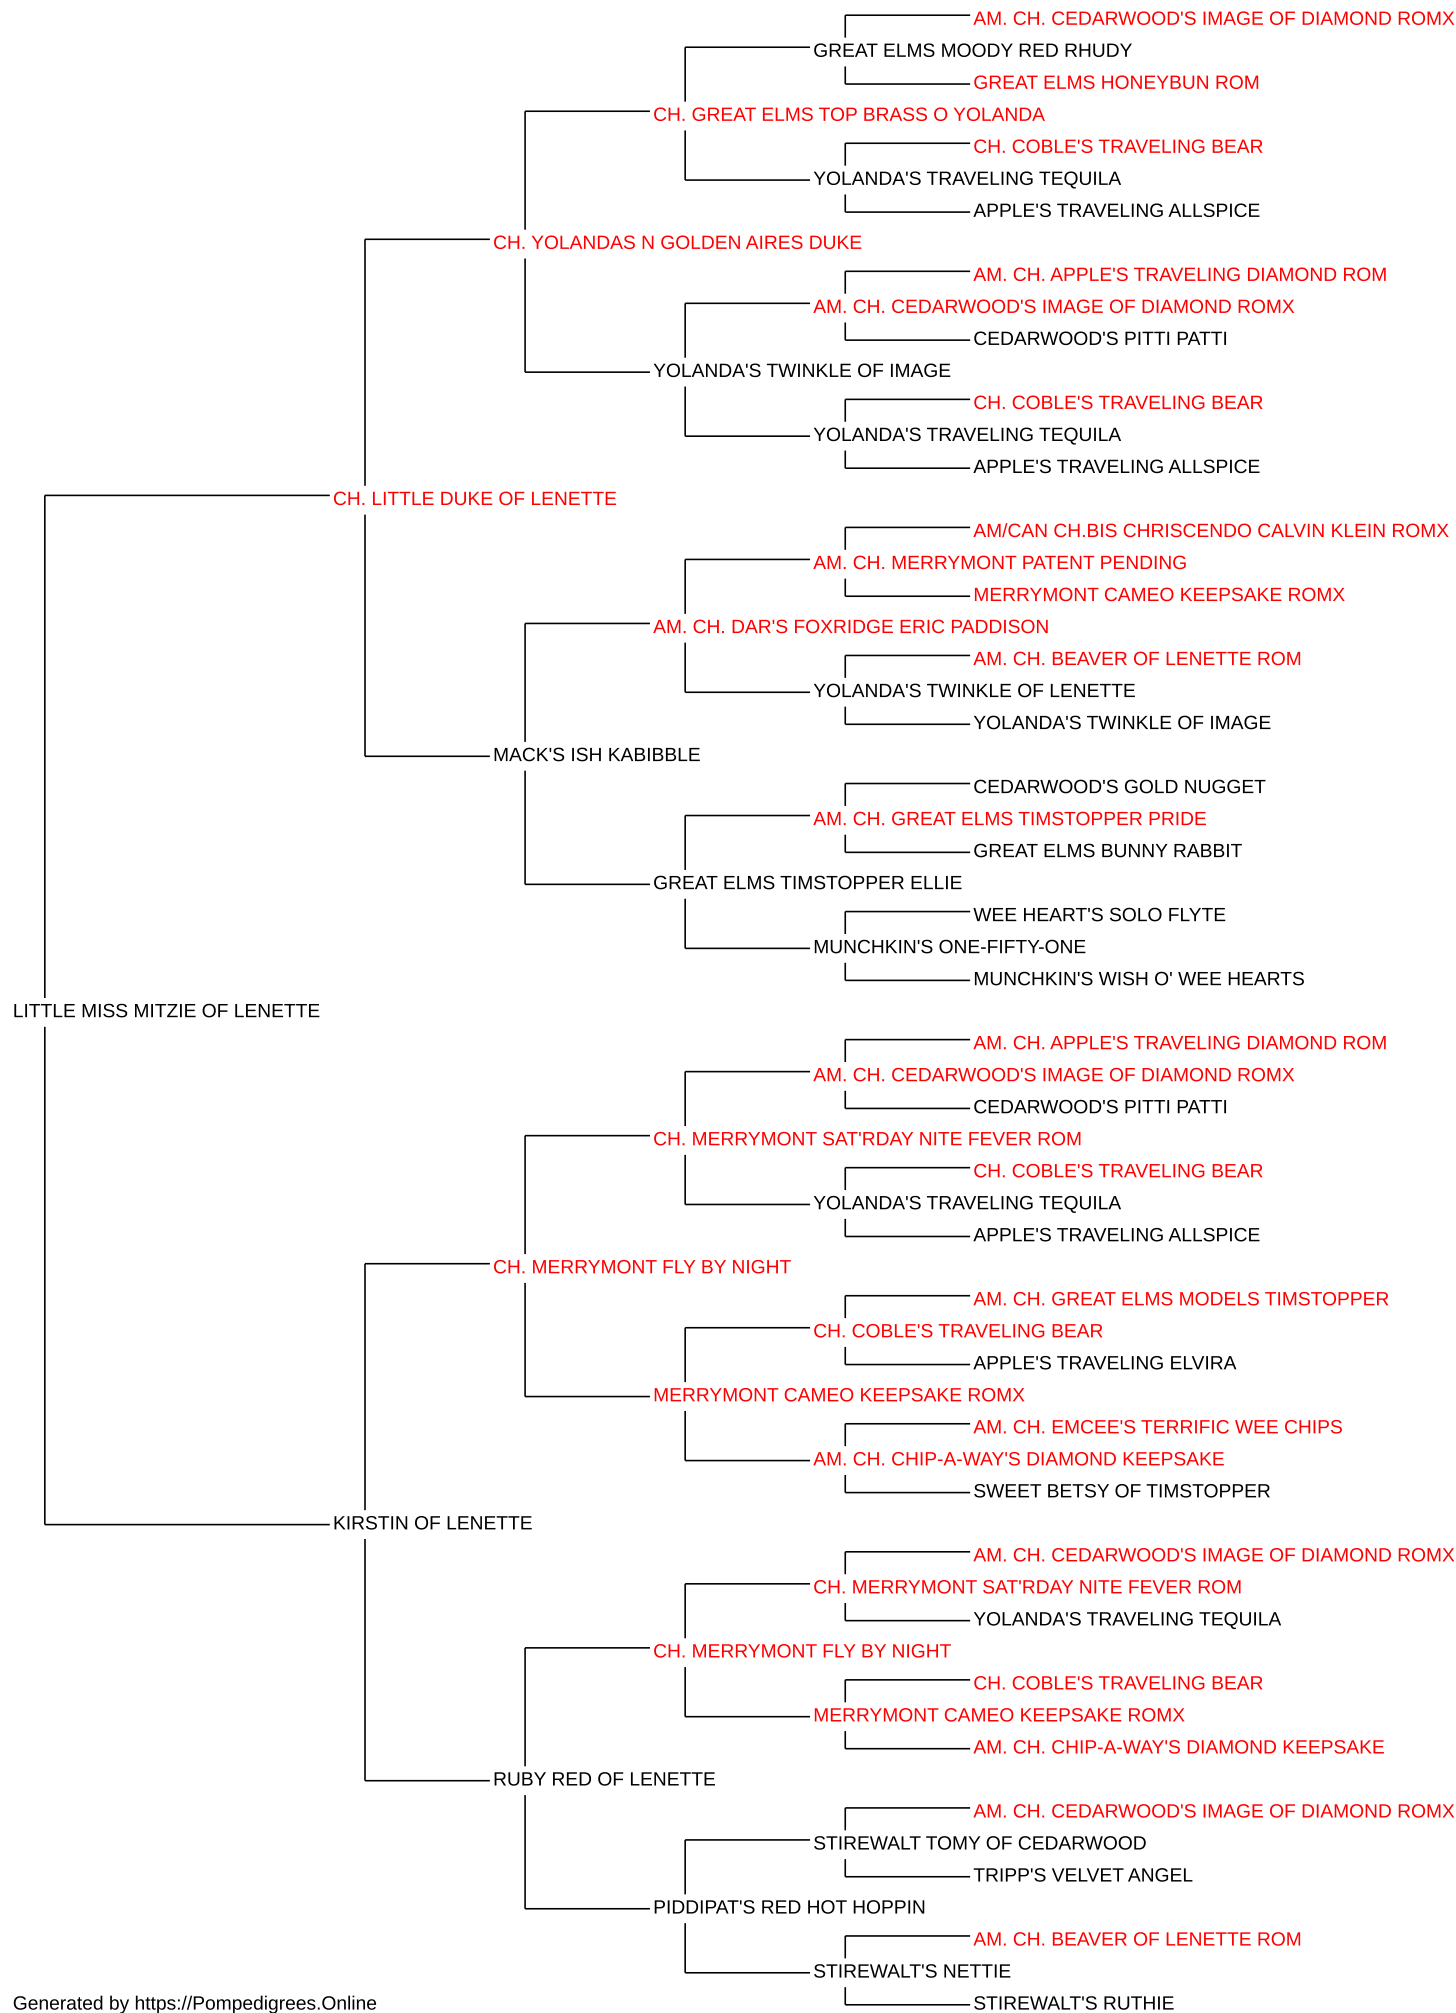 AM. CH. CEDARWOOD'S IMAGE OF DIAMOND ROMX
GREAT ELMS MOODY RED RHUDY
GREAT ELMS HONEYBUN ROM
CH. GREAT ELMS TOP BRASS O YOLANDA
CH. COBLE'S TRAVELING BEAR
YOLANDA'S TRAVELING TEQUILA
APPLE'S TRAVELING ALLSPICE
CH. YOLANDAS N GOLDEN AIRES DUKE
AM. CH. APPLE'S TRAVELING DIAMOND ROM
AM. CH. CEDARWOOD'S IMAGE OF DIAMOND ROMX
CEDARWOOD'S PITTI PATTI
YOLANDA'S TWINKLE OF IMAGE
CH. COBLE'S TRAVELING BEAR
YOLANDA'S TRAVELING TEQUILA
APPLE'S TRAVELING ALLSPICE
CH. LITTLE DUKE OF LENETTE
AM/CAN CH.BIS CHRISCENDO CALVIN KLEIN ROMX
AM. CH. MERRYMONT PATENT PENDING
MERRYMONT CAMEO KEEPSAKE ROMX
AM. CH. DAR'S FOXRIDGE ERIC PADDISON
AM. CH. BEAVER OF LENETTE ROM
YOLANDA'S TWINKLE OF LENETTE
YOLANDA'S TWINKLE OF IMAGE
MACK'S ISH KABIBBLE
CEDARWOOD'S GOLD NUGGET
AM. CH. GREAT ELMS TIMSTOPPER PRIDE
GREAT ELMS BUNNY RABBIT
GREAT ELMS TIMSTOPPER ELLIE
WEE HEART'S SOLO FLYTE
MUNCHKIN'S ONE-FIFTY-ONE
MUNCHKIN'S WISH O' WEE HEARTS
LITTLE MISS MITZIE OF LENETTE
AM. CH. APPLE'S TRAVELING DIAMOND ROM
AM. CH. CEDARWOOD'S IMAGE OF DIAMOND ROMX
CEDARWOOD'S PITTI PATTI
CH. MERRYMONT SAT'RDAY NITE FEVER ROM
CH. COBLE'S TRAVELING BEAR
YOLANDA'S TRAVELING TEQUILA
APPLE'S TRAVELING ALLSPICE
CH. MERRYMONT FLY BY NIGHT
AM. CH. GREAT ELMS MODELS TIMSTOPPER
CH. COBLE'S TRAVELING BEAR
APPLE'S TRAVELING ELVIRA
MERRYMONT CAMEO KEEPSAKE ROMX
AM. CH. EMCEE'S TERRIFIC WEE CHIPS
AM. CH. CHIP-A-WAY'S DIAMOND KEEPSAKE
SWEET BETSY OF TIMSTOPPER
KIRSTIN OF LENETTE
AM. CH. CEDARWOOD'S IMAGE OF DIAMOND ROMX
CH. MERRYMONT SAT'RDAY NITE FEVER ROM
YOLANDA'S TRAVELING TEQUILA
CH. MERRYMONT FLY BY NIGHT
CH. COBLE'S TRAVELING BEAR
MERRYMONT CAMEO KEEPSAKE ROMX
AM. CH. CHIP-A-WAY'S DIAMOND KEEPSAKE
RUBY RED OF LENETTE
AM. CH. CEDARWOOD'S IMAGE OF DIAMOND ROMX
STIREWALT TOMY OF CEDARWOOD
TRIPP'S VELVET ANGEL
PIDDIPAT'S RED HOT HOPPIN
AM. CH. BEAVER OF LENETTE ROM
STIREWALT'S NETTIE
STIREWALT'S RUTHIE
Generated by https://Pompedigrees.Online